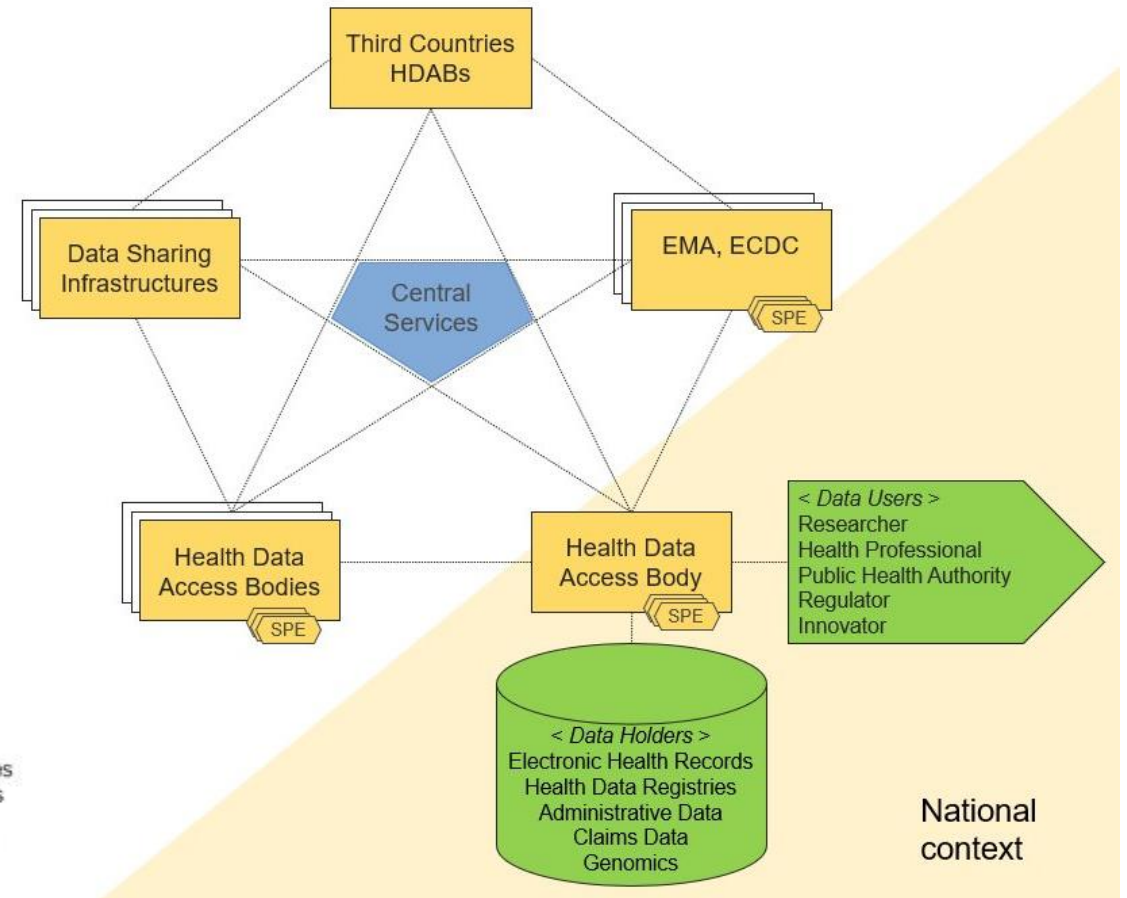 Third Countries
HDABs
Data Sharing
Infrastructures
EMA, ECDC
SPE
Central
Services
Health Data
Access Bodies
SPE
Health Data
Access Body
SPE
< Data Users >
Researcher
Health Professional
Public Health Authority
Regulator
Innovator
< Data Holders >
Electronic Health Records
Health Data Registries
Administrative Data
Claims Data
Genomics
National
context